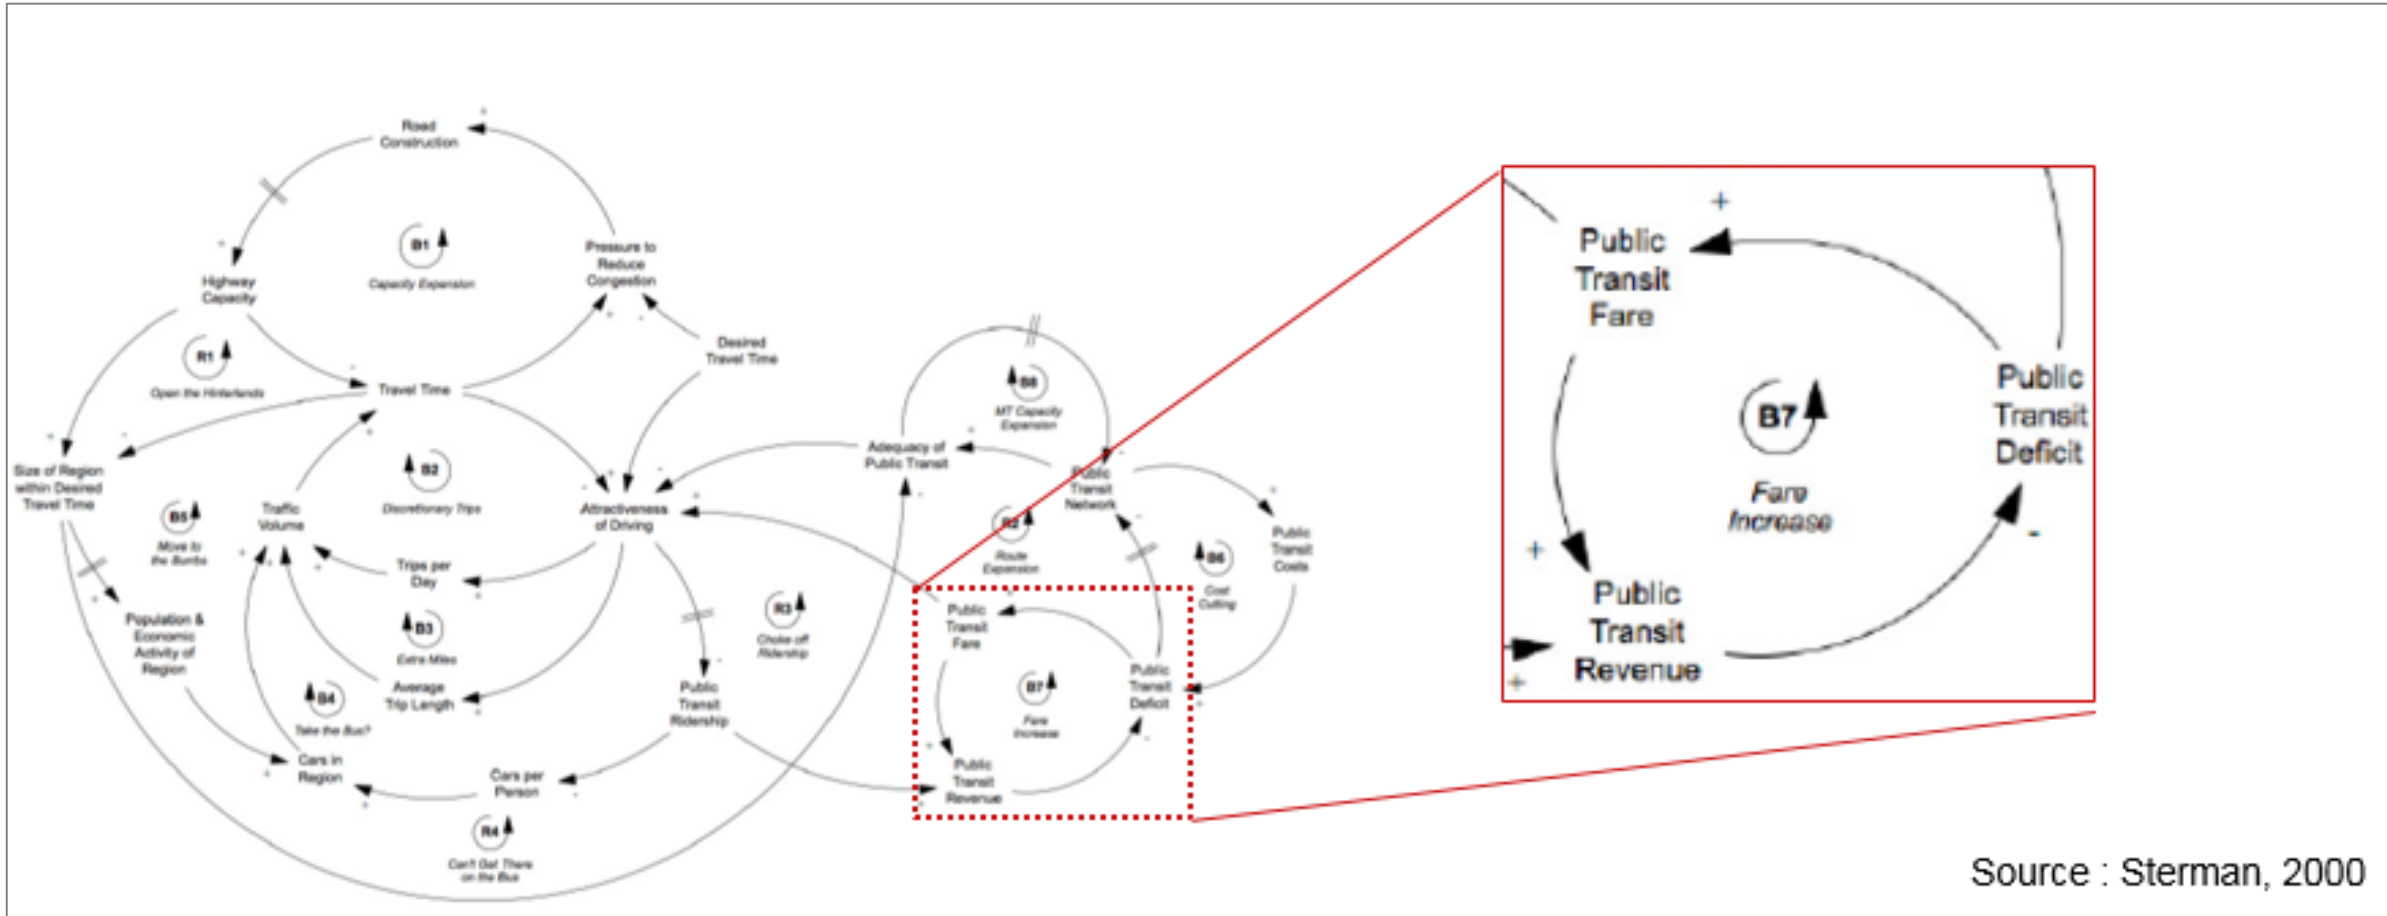 Road
Construction
+
B1
Capacity Expansion
Pressure to
Reduce
Congestion
Highway
Capacity
R1
Open the Hinterlands
Travel Time
Desired
Travel Time
B2
Discretionary Trips
Size of Region
within Desired
Travel Time
Traffic
Volume
Attractiveness
of Driving
B5
Move to
the Burbs
Trips per
Day
B3
Extra Miles
Population &
Economic
Activity of
Region
Average
Trip Length
B4
Take the Bus?
Cars in
Region
Cars per
Person
R4
Can't Get There
on the Bus
Public
Transit
Ridership
R3
Choke off
Ridership
Adequacy of
Public Transit
B8
MT Capacity
Expansion
Public
Transit
Network
R2
Route
Expansion
B6
Cost
Cutting
Public
Transit
Costs
Public
Transit
Fare
B7
Fare
Increase
Public
Transit
Deficit
Public
Transit
Revenue
+
Public
Transit
Fare
B7
Fare
Increase
Public
Transit
Deficit
-
+
Public
Transit
Revenue
+
Source : Sterman, 2000